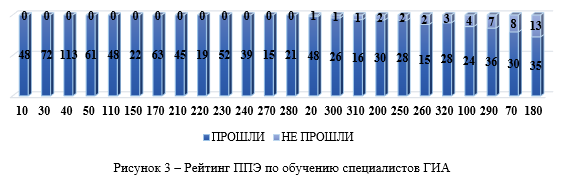 0 0 0 0 0 0 0 0 0 0 0 0 0 1 1 1 2 2 2 3 4 7 8 13
48 72 113 61 48 22 63 45 19 52 39 15 21 48 26 16 30 28 15 28 24 36 30 35
10 30 40 50 110 150 170 210 220 230 240 270 280 20 300 310 200 250 260 320 100 290 70 180
ПРОШЛИ НЕ ПРОШЛИ
Рисунок 3 – Рейтинг ППЭ по обучению специалистов ГИА